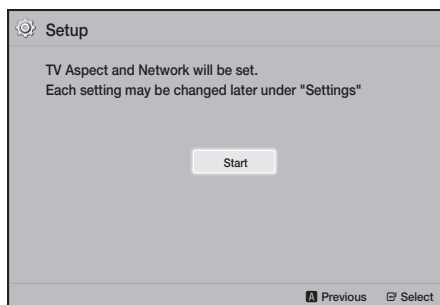 Setup
TV Aspect and Network will be set.
Each setting may be changed later under "Settings"
Start
A Previous Select